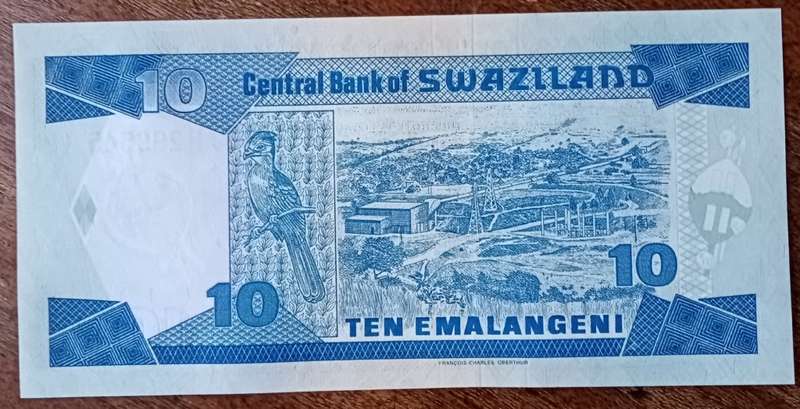 10 Central Bank of SWAZILAND
10
10
TEN EMALANGENI
FRANÇOIS-CHARLES OBERTHUR